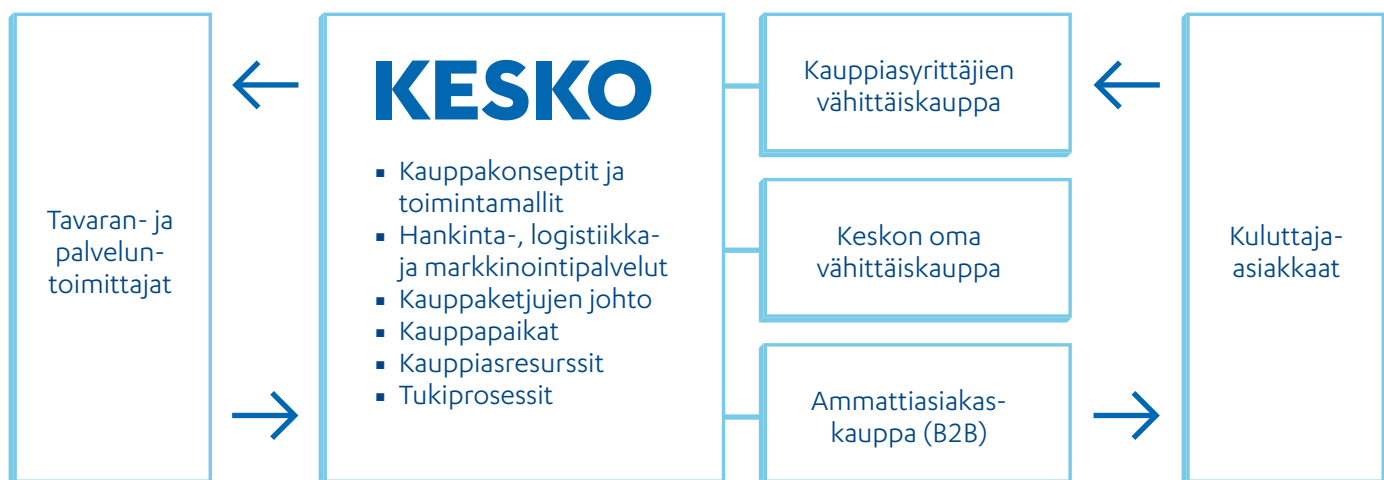 Tavaran- ja
palvelun-
toimittajat
KESKO
▪ Kauppakonseptit ja
toimintamallit
▪ Hankinta-, logistiikka-
ja markkinointipalvelut
▪ Kauppaketjujen johto
▪ Kauppapaikat
▪ Kauppiasresurssit
▪ Tukiprosessit
Kauppiasyrittäjien
vähittäiskauppa
Keskon oma
vähittäiskauppa
Ammattiasiakas-
kauppa (B2B)
Kuluttaja-
asiakkaat